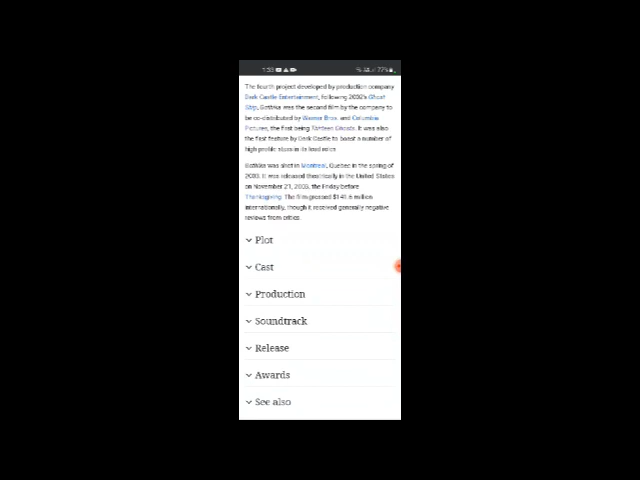 1:53 77%
The fourth project developed by production company
Dark Castle Entertainment, following 2002's Ghost
Ship, Gothika was the second film by the company to
be co-distributed by Warner Bros. and Columbia
Pictures, the first being Thirteen Ghosts. It was also
the first feature by Dark Castle to boast a number of
high profile stars in its lead roles.
Gothika was shot in Montreal, Quebec in the spring of
2003. It was released theatrically in the United States
on November 21, 2003, the Friday before
Thanksgiving. The film grossed $141.6 million
internationally, though it received generally negative
reviews from critics.
Plot
Cast
Production
Soundtrack
Release
Awards
See also